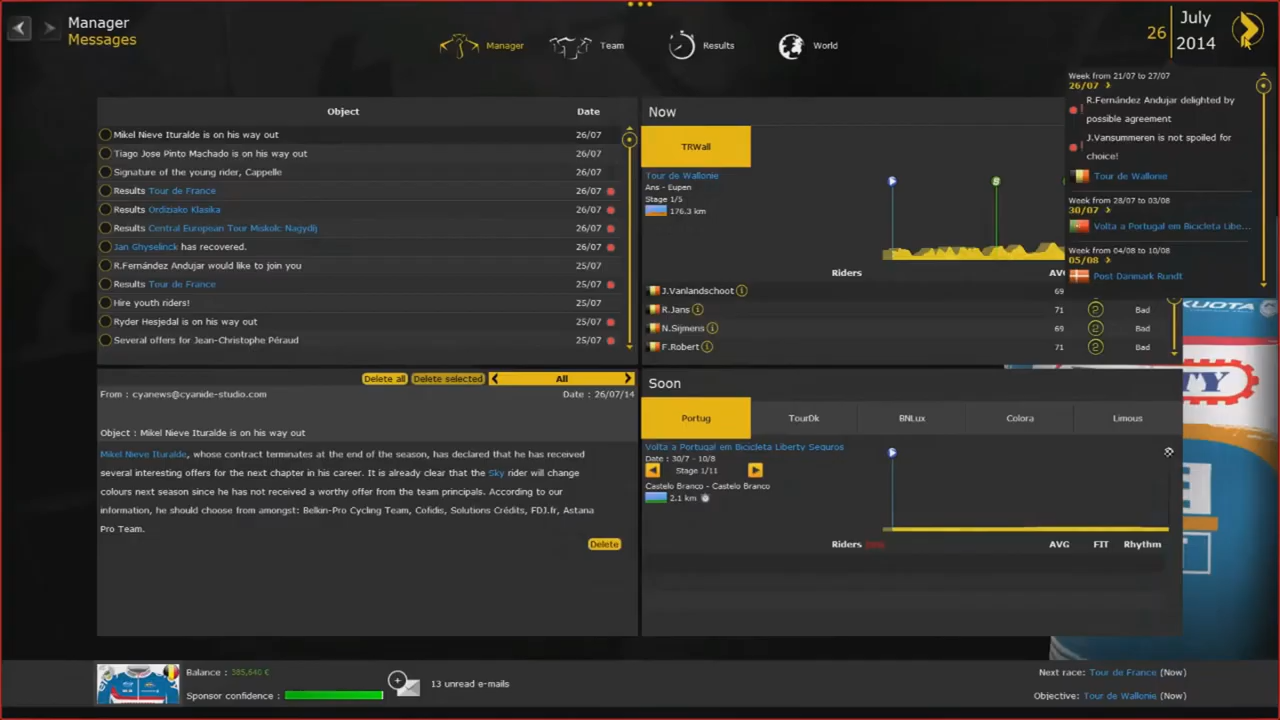 Manager
Messages
Manager
Team
Results
World
26
July
2014
Week from 21/07 to 27/07
26/07
R.Fernández Andujar delighted by
possible agreement
J.Vansummeren is not spoiled for
choice!
Tour de Wallonie
Week from 28/07 to 03/08
30/07
Volta a Portugal em Bicicleta Libe...
Week from 04/08 to 10/08
05/08
Post Danmark Rundt
Object Date
Mikel Nieve Ituralde is on his way out 26/07
Tiago Jose Pinto Machado is on his way out 26/07
Signature of the young rider, Cappelle 26/07
Results Tour de France 26/07
Results Ordiziako Klasika 26/07
Results Central European Tour Miskolc Nagydíj 26/07
Jan Ghyselinck has recovered. 26/07
R.Fernández Andujar would like to join you 25/07
Results Tour de France 25/07
Hire youth riders! 25/07
Ryder Hesjedal is on his way out 25/07
Several offers for Jean-Christophe Péraud 25/07
Now
TRWall
Tour de Wallonie
Ans - Eupen
Stage 1/5
176.3 km
S
Riders AVG
J.Vanlandschoot 69
R.Jans 71 2 Bad
N.Sijmens 69 2 Bad
F.Robert 71 2 Bad
Delete all Delete selected All
From : cyanews@cyanide-studio.com Date : 26/07/14
Object : Mikel Nieve Ituralde is on his way out
Mikel Nieve Ituralde, whose contract terminates at the end of the season, has declared that he has received
several interesting offers for the next chapter in his career. It is already clear that the Sky rider will change
colours next season since he has not received a worthy offer from the team principals. According to our
information, he should choose from amongst: Belkin-Pro Cycling Team, Cofidis, Solutions Crédits, FDJ.fr, Astana
Pro Team.
Delete
Soon
Portug TourDk BNLux Colora Limous
Volta a Portugal em Bicicleta Liberty Seguros
Date : 30/7 - 10/8
Stage 1/11
Castelo Branco - Castelo Branco
2.1 km
Riders AVG FIT Rhythm
KUOTA
Balance : 385,640 €
Sponsor confidence :
13 unread e-mails
Next race: Tour de France (Now)
Objective: Tour de Wallonie (Now)